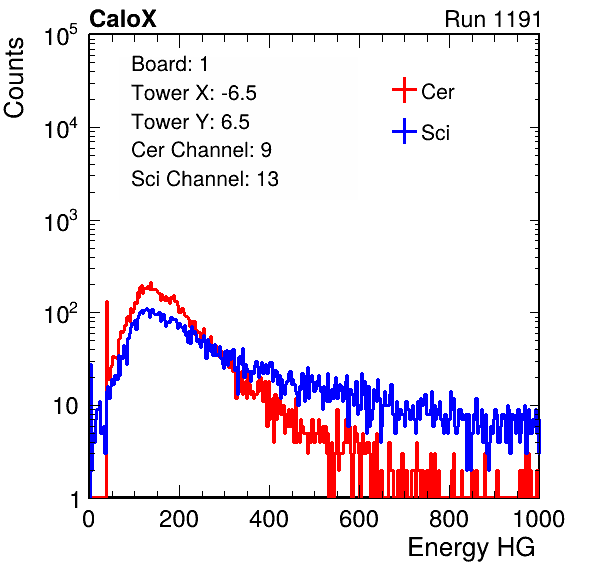 CaloX Run 1191
10^5
Counts
Board: 1
Tower X: -6.5
Tower Y: 6.5
Cer Channel: 9
Sci Channel: 13
Cer
Sci
10^4
10^3
10^2
10
1
0 200 400 600 800 1000
Energy HG